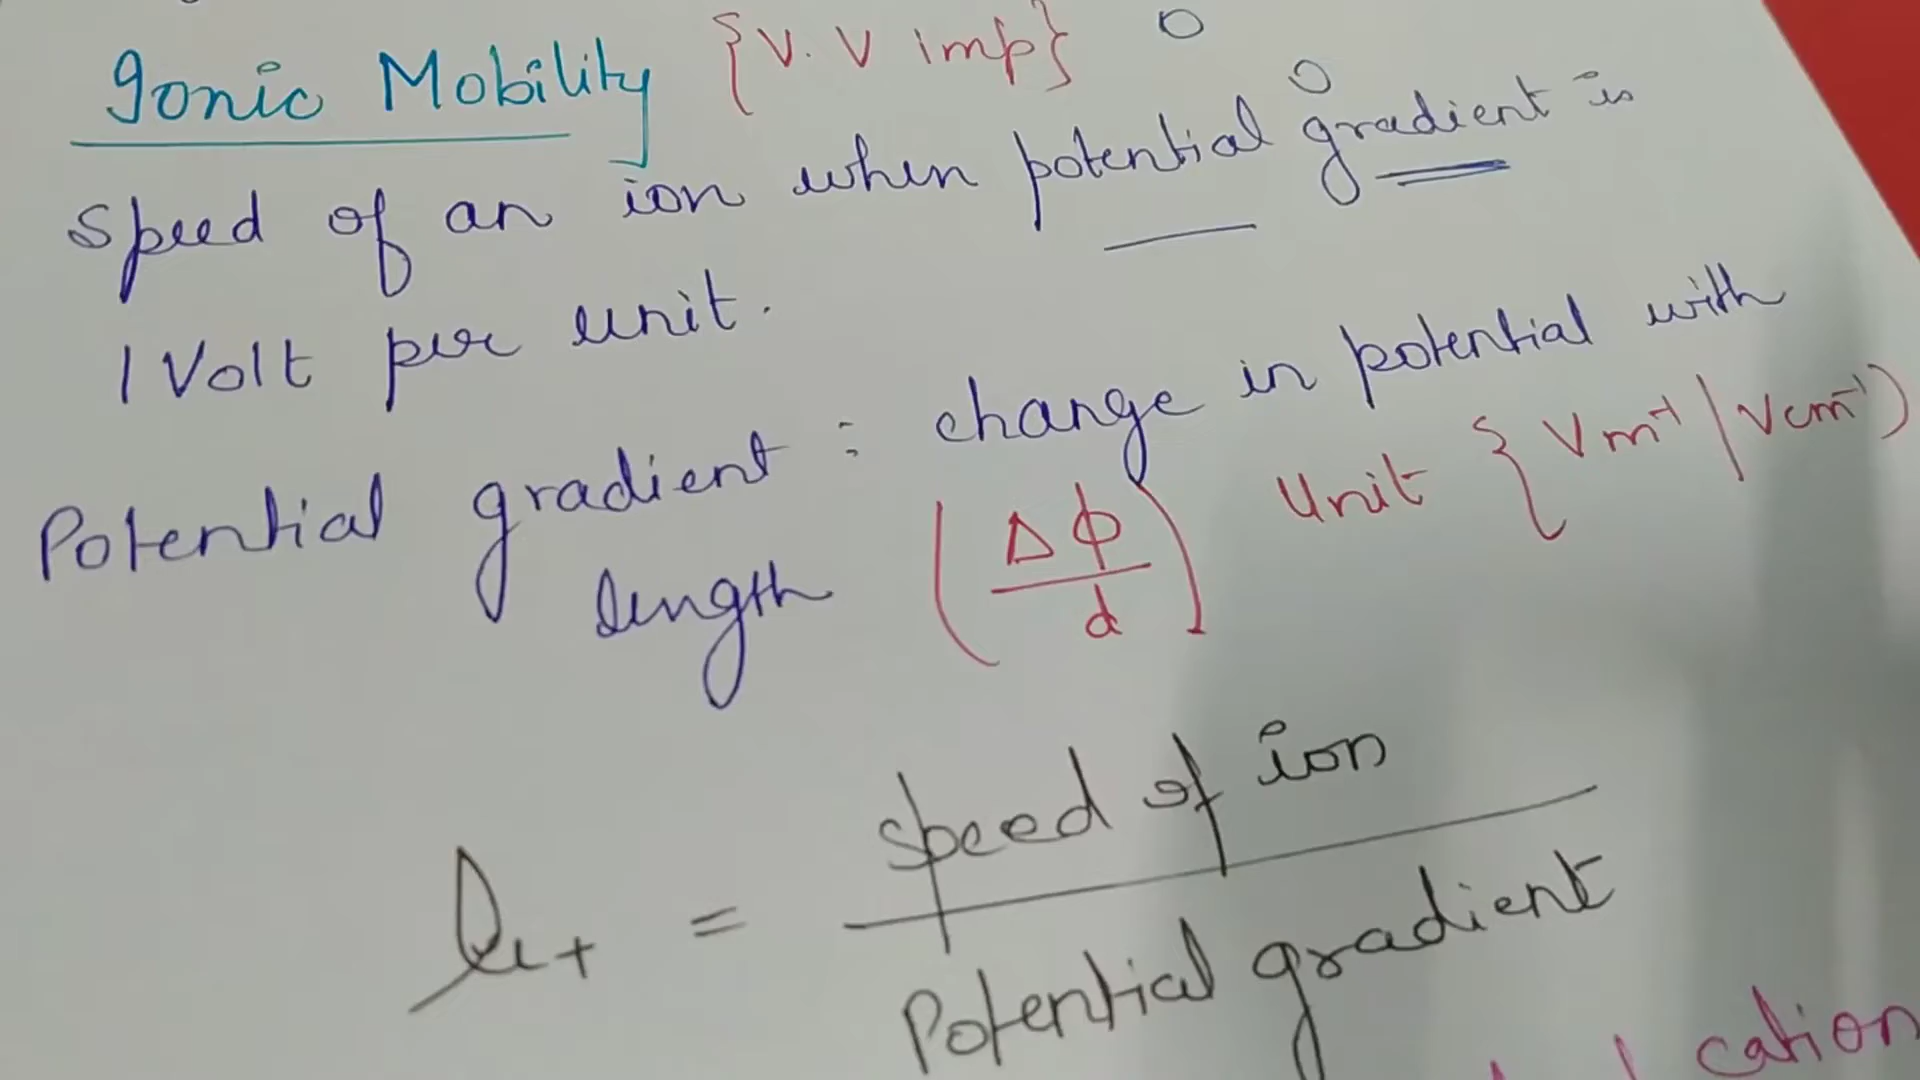 Ionic Mobility {V. V imp}
Speed of an ion when potential gradient is
1 Volt per unit.
Potential gradient : change in potential with
length (Δϕ/d) Unit {Vm⁻¹ | Vcm⁻¹)
μ+ = speed of ion / Potential gradient
cation